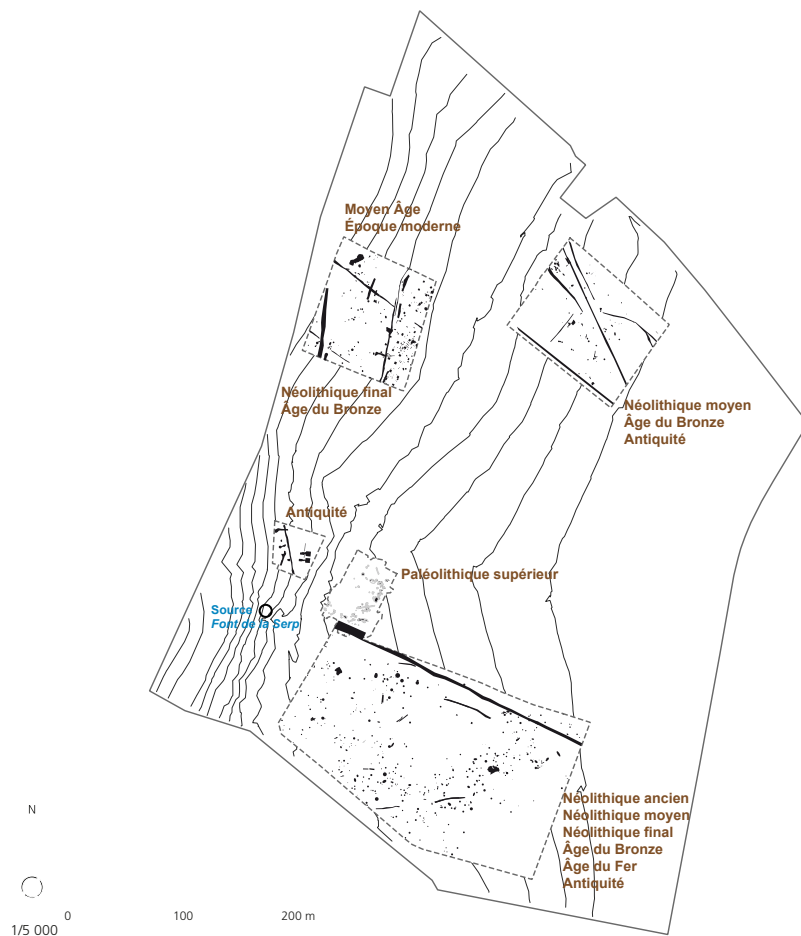 Moyen Âge
Époque moderne
Néolithique final
Âge du Bronze
Néolithique moyen
Âge du Bronze
Antiquité
Antiquité
Paléolithique supérieur
Source
Font de la Serp
Néolithique ancien
Néolithique moyen
Néolithique final
Âge du Bronze
Âge du Fer
Antiquité
N
0 100 200 m
1/5 000